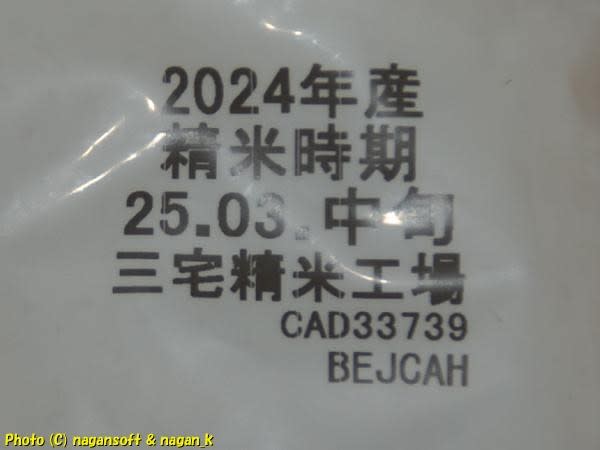 2024年産
精米時期
25.03.中旬
三宅精米工場
CAD33739
BEJCAH
Photo (C) nagansoft & nagan_k